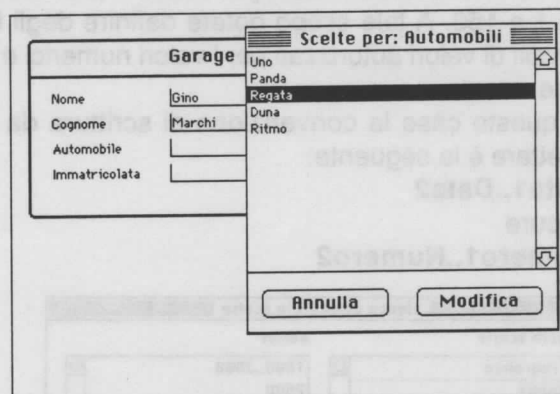 Garage
Nome Gino
Cognome Marchi
Automobile
Immatricolata
Scelte per: Automobili
Uno
Panda
Regata
Duna
Ritmo
Annulla Modifica